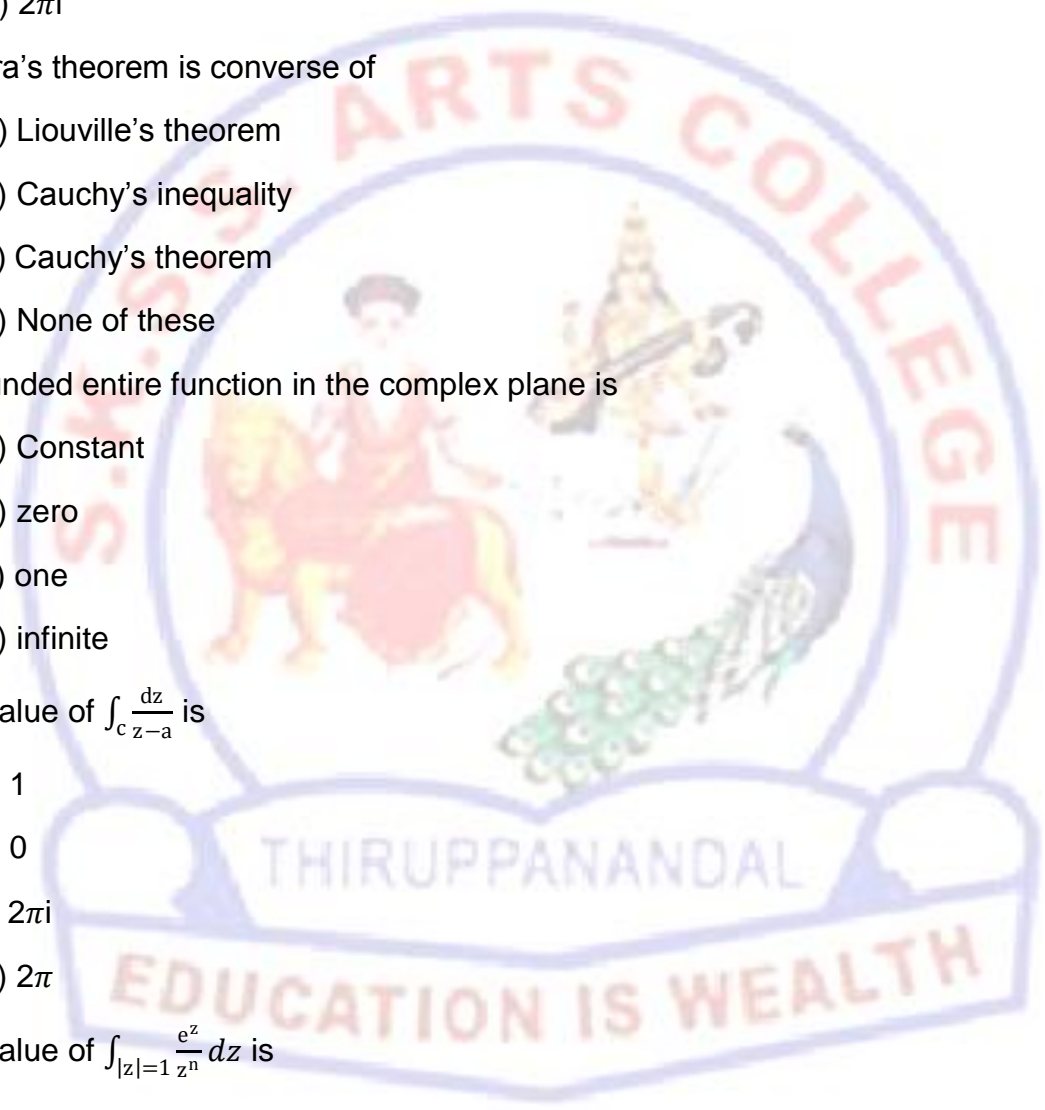 ) 2𝜋i
ra's theorem is converse of
) Liouville's theorem
) Cauchy's inequality
) Cauchy's theorem
) None of these
unded entire function in the complex plane is
) Constant
) zero
) one
) infinite
alue of ∫_c dz/(z−a) is
1
0
2𝜋i
) 2𝜋
alue of ∫_|z|=1 e^z/z^n 𝑑𝑧 is
S.K.S.S. ARTS COLLEGE
THIRUPPANANDAL
EDUCATION IS WEALTH